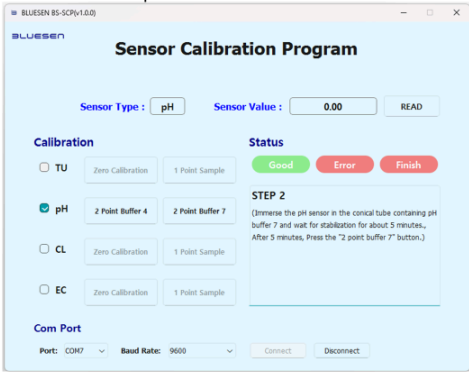 BLUESEN BS-SCP(v1.0.0)
BLUESEN
Sensor Calibration Program
Sensor Type : pH Sensor Value : 0.00 READ
Calibration Status
Good Error Finish
TU Zero Calibration 1 Point Sample
STEP 2
pH 2 Point Buffer 4 2 Point Buffer 7
(Immerse the pH sensor in the conical tube containing pH
buffer 7 and wait for stabilization for about 5 minutes.,
After 5 minutes, Press the "2 point buffer 7" button.)
CL Zero Calibration 1 Point Sample
EC Zero Calibration 1 Point Sample
Com Port
Port: COM7 Baud Rate: 9600 Connect Disconnect